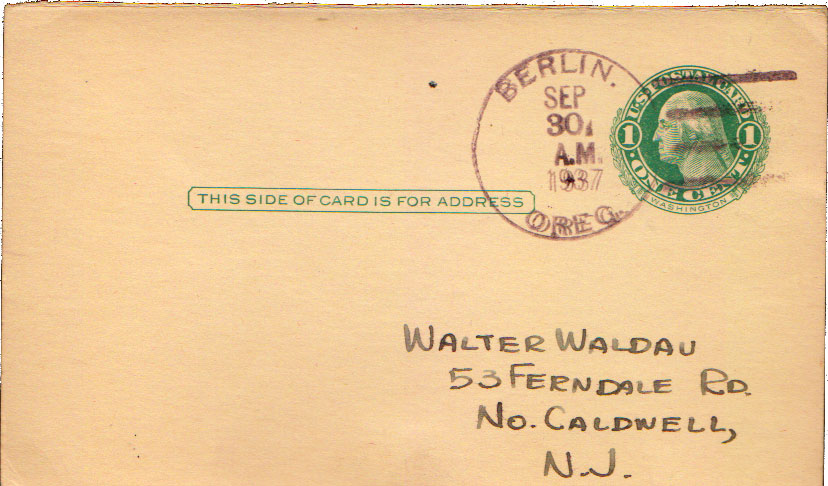 BERLIN.
SEP
30
A.M.
1937
OREG.
U·S·POSTAL CARD
1 1
·ONE CENT·
WASHINGTON
THIS SIDE OF CARD IS FOR ADDRESS
WALTER WALDAU
53 FERNDALE RD.
NO. CALDWELL,
N.J.